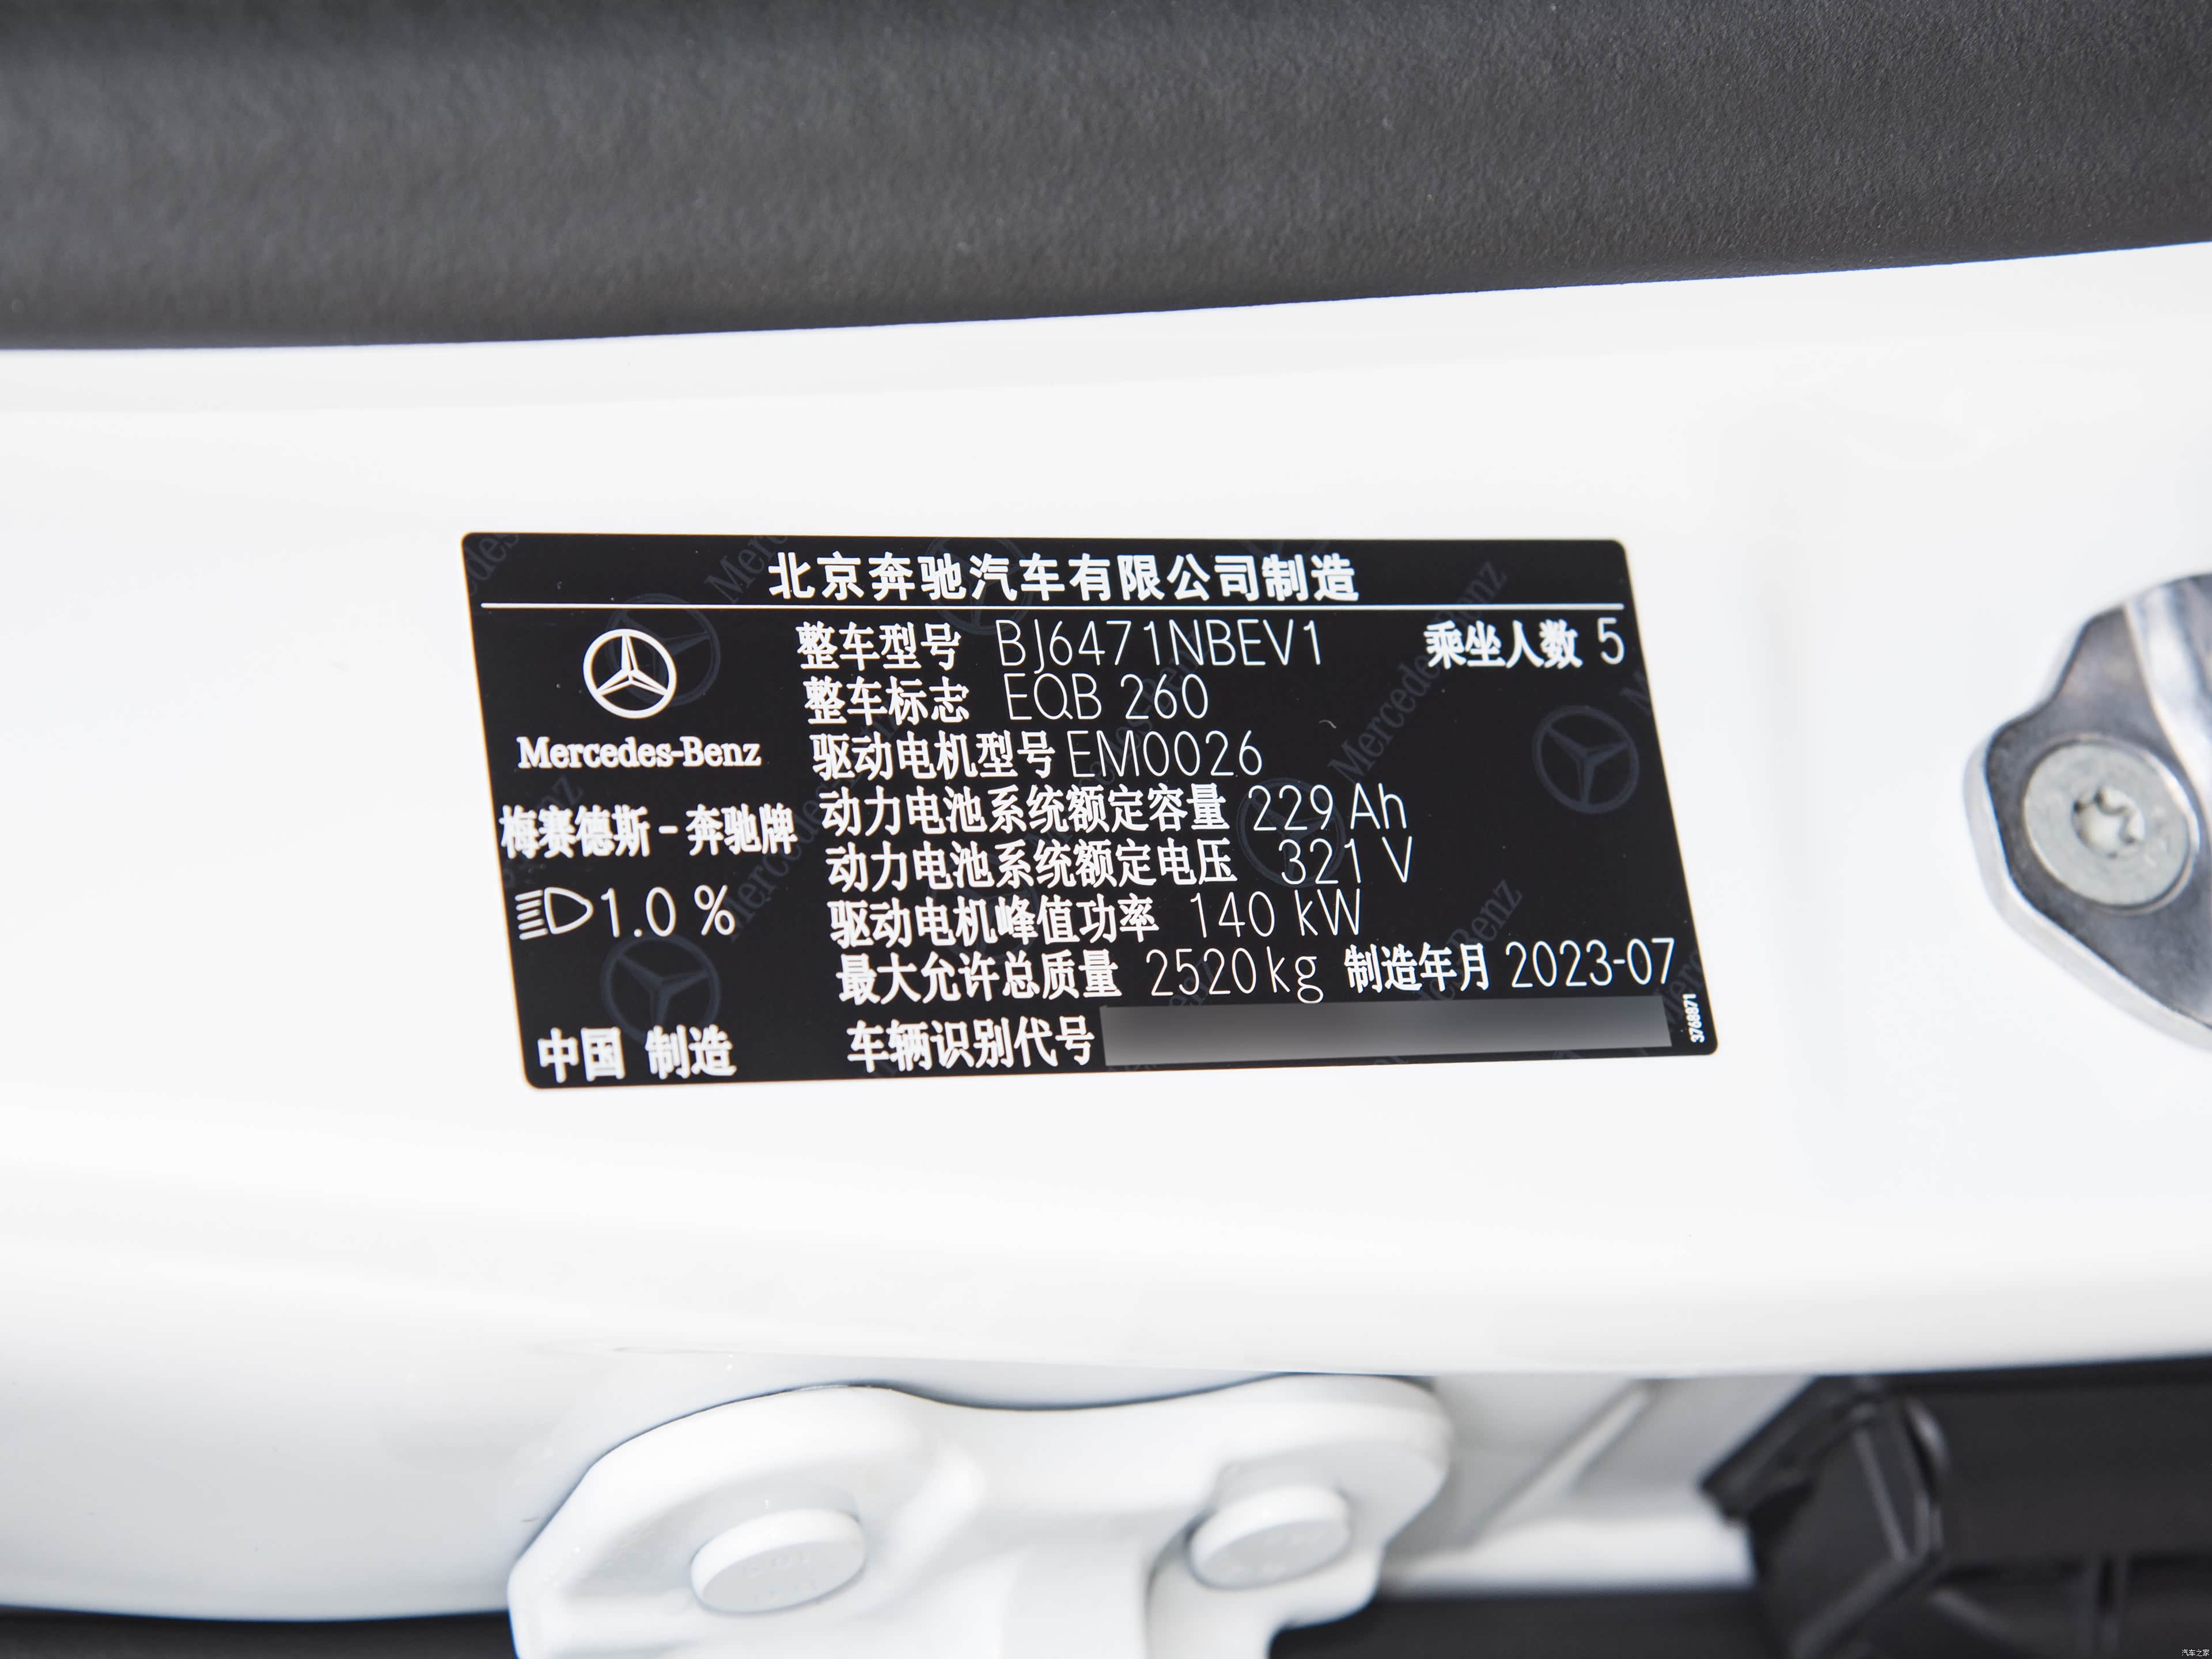 北京奔驰汽车有限公司制造
整车型号 BJ6471NBEV1 乘坐人数 5
整车标志 EQB 260
Mercedes-Benz
驱动电机型号 EM0026
梅赛德斯-奔驰牌
动力电池系统额定容量 229 Ah
动力电池系统额定电压 321 V
1.0 %
驱动电机峰值功率 140 kW
最大允许总质量 2520 kg 制造年月 2023-07
中国 制造
车辆识别代号
3768871
汽车之家